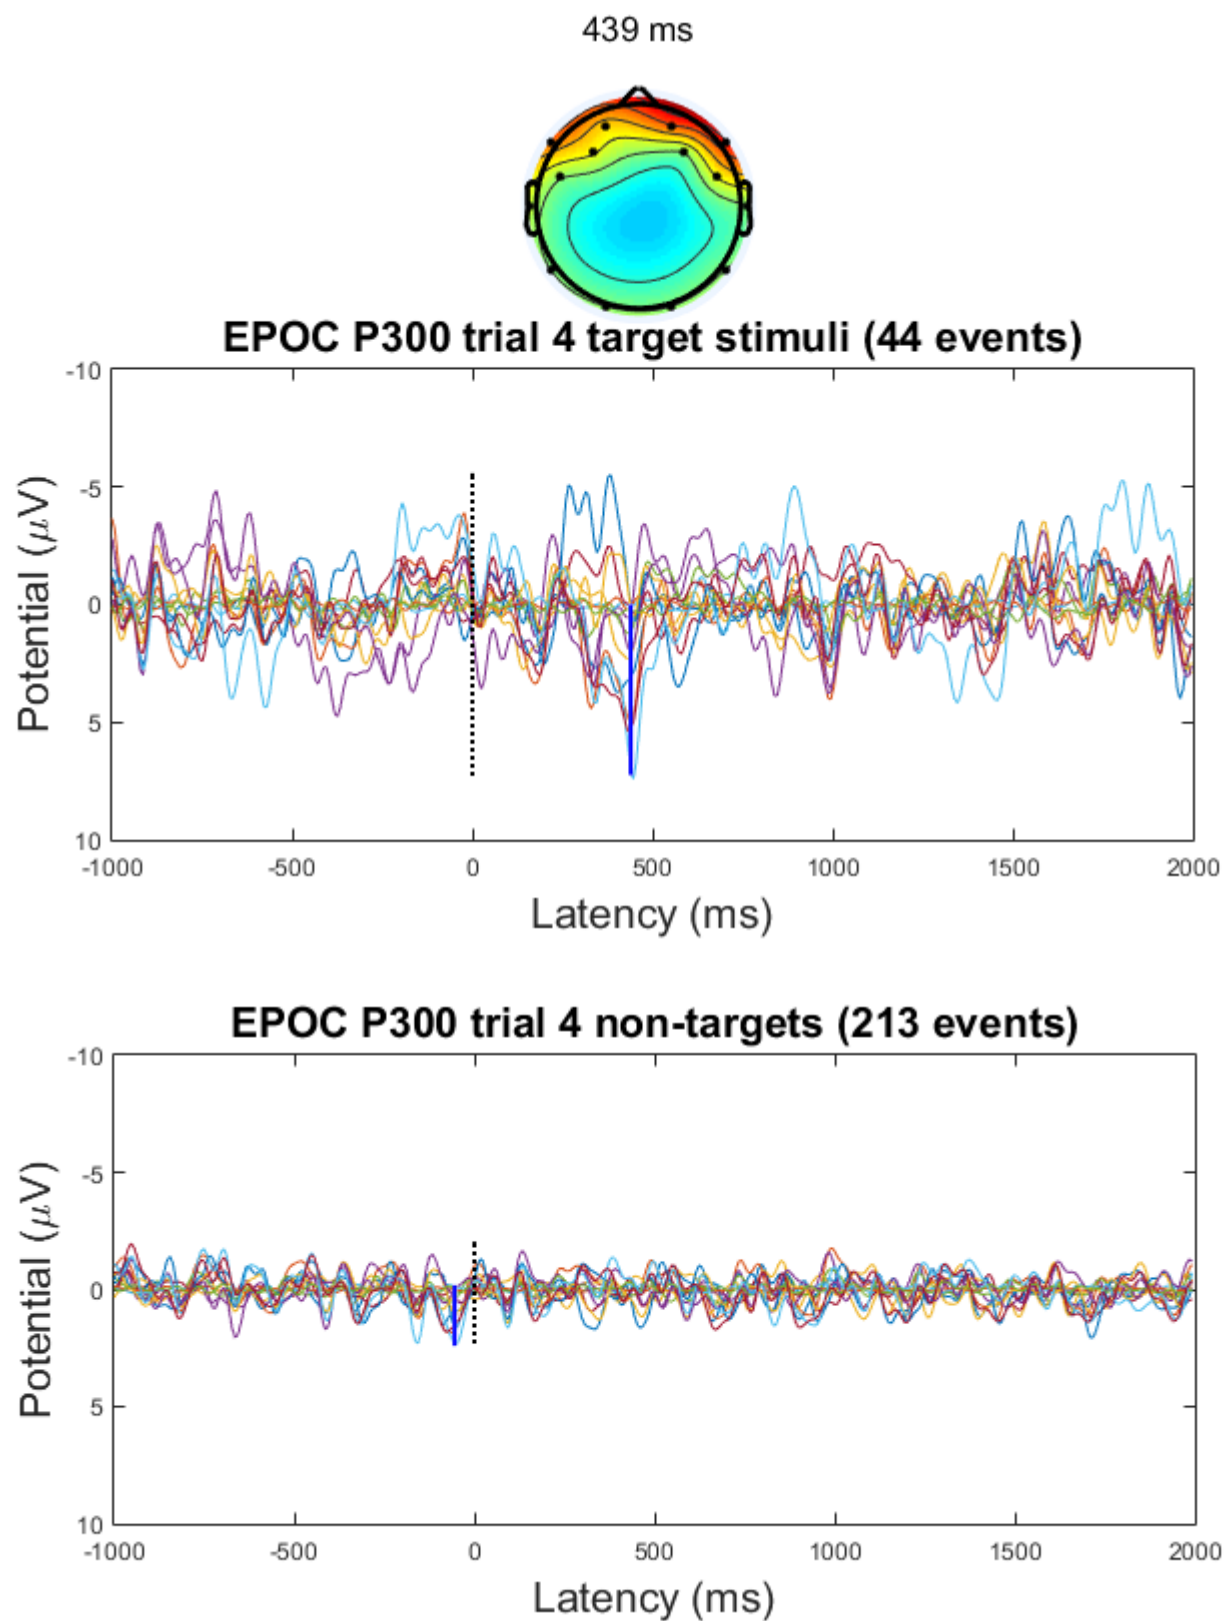 439 ms
EPOC P300 trial 4 target stimuli (44 events)
-10
-5
0
5
10
Potential (μV)
-1000 -500 0 500 1000 1500 2000
Latency (ms)
EPOC P300 trial 4 non-targets (213 events)
-10
-5
0
5
10
Potential (μV)
-1000 -500 0 500 1000 1500 2000
Latency (ms)